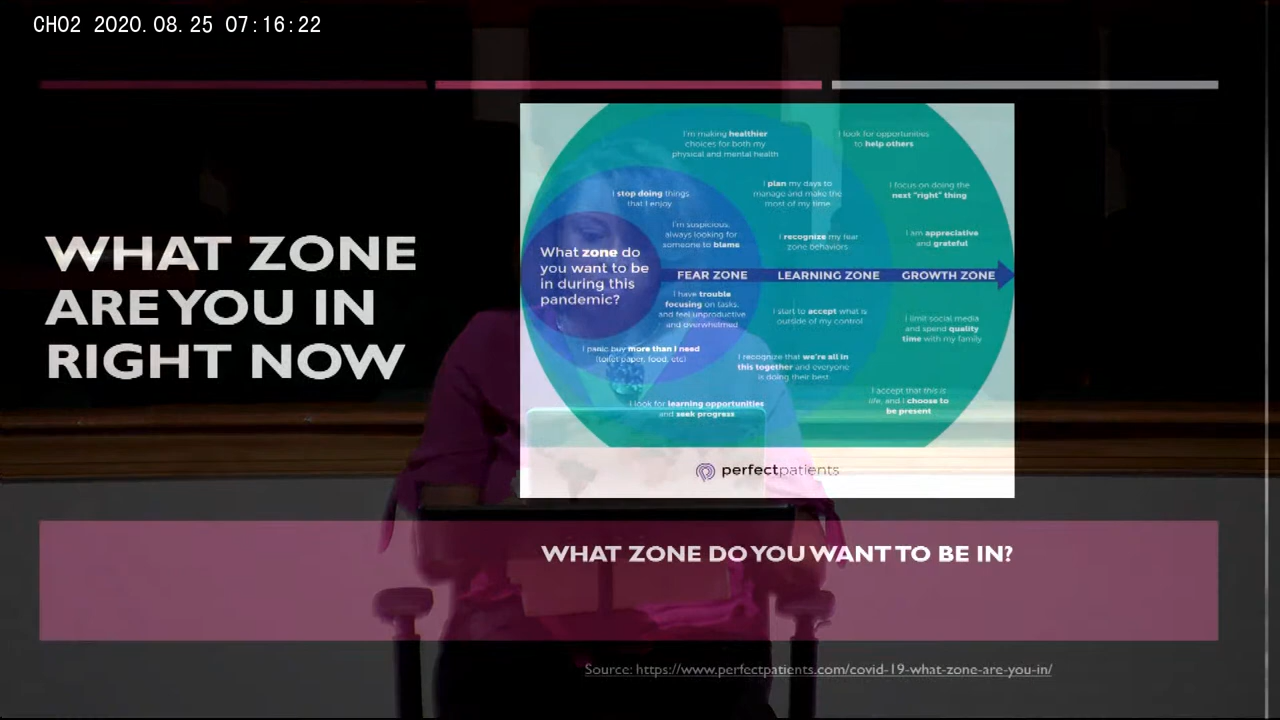 CH02 2020.08.25 07:16:22
WHAT ZONE
ARE YOU IN
RIGHT NOW
I'm making healthier
choices for both my
physical and mental health
I look for opportunities
to help others
I stop doing things
that I enjoy
I plan my days to
manage and make the
most of my time
I focus on doing the
next "right" thing
I'm suspicious,
always looking for
someone to blame
I recognize my fear
zone behaviors
I am appreciative
and grateful
What zone do
you want to be
in during this
pandemic?
FEAR ZONE
LEARNING ZONE
GROWTH ZONE
I have trouble
focusing on tasks,
and feel unproductive
and overwhelmed
I start to accept what is
outside of my control
I limit social media
and spend quality
time with my family
I panic buy more than I need
(toilet paper, food, etc)
I recognize that we're all in
this together and everyone
is doing their best
I look for learning opportunities
and seek progress
I accept that this is
life, and I choose to
be present
perfectpatients
WHAT ZONE DO YOU WANT TO BE IN?
Source: https://www.perfectpatients.com/covid-19-what-zone-are-you-in/